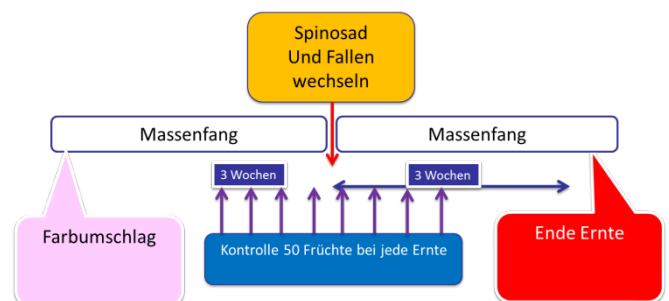 Spinosad
Und Fallen
wechseln
Massenfang
Massenfang
3 Wochen
3 Wochen
Farbumschlag
Kontrolle 50 Früchte bei jede Ernte
Ende Ernte